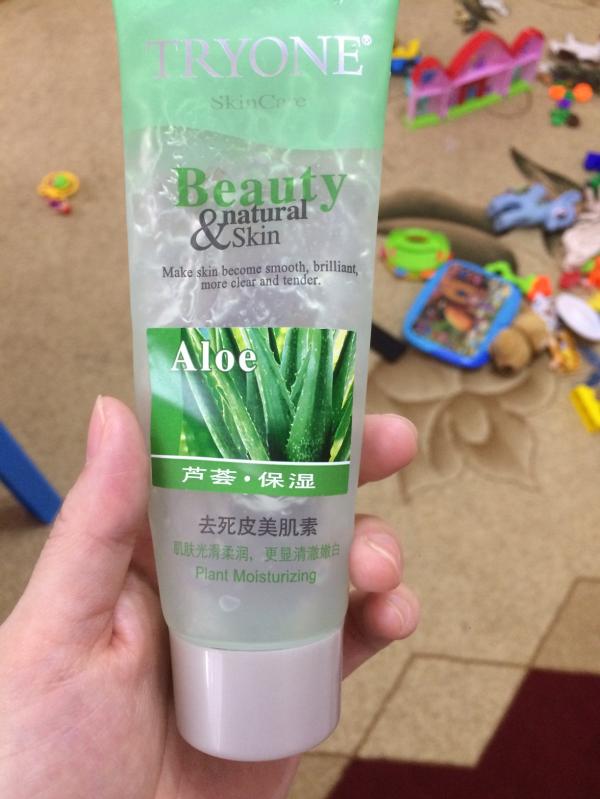 TRYONE®
SkinCare
Beauty
& natural
Skin
Make skin become smooth, brilliant,
more clear and tender.
Aloe
芦荟·保湿
去死皮美肌素
肌肤光滑柔润，更显清澈嫩白
Plant Moisturizing